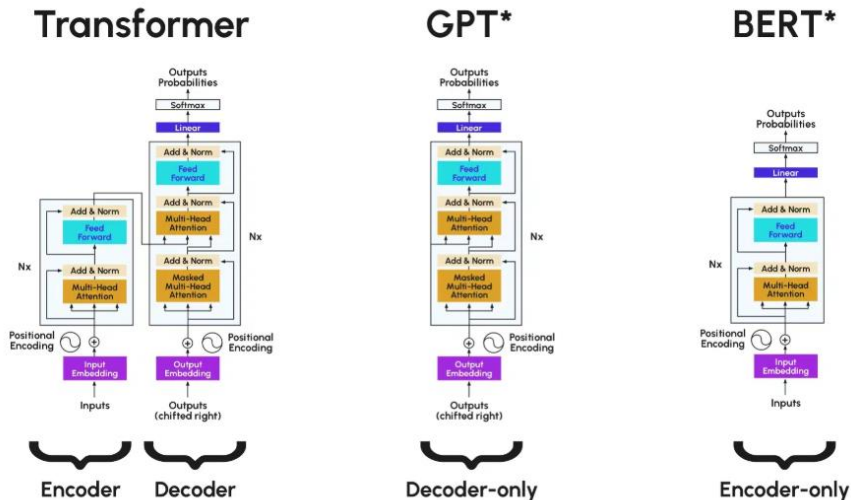 Transformer
GPT*
BERT*
Outputs
Probabilities
Softmax
Linear
Add & Norm
Feed
Forward
Add & Norm
Multi-Head
Attention
Add & Norm
Masked
Multi-Head
Attention
Nx
Positional
Encoding
Output
Embedding
Outputs
(chifted right)
Add & Norm
Feed
Forward
Add & Norm
Multi-Head
Attention
Nx
Positional
Encoding
Input
Embedding
Inputs
Outputs
Probabilities
Softmax
Linear
Add & Norm
Feed
Forward
Add & Norm
Multi-Head
Attention
Add & Norm
Masked
Multi-Head
Attention
Nx
Positional
Encoding
Output
Embedding
Outputs
(chifted right)
Outputs
Probabilities
Softmax
Linear
Add & Norm
Feed
Forward
Add & Norm
Multi-Head
Attention
Nx
Positional
Encoding
Input
Embedding
Inputs
Encoder
Decoder
Decoder-only
Encoder-only